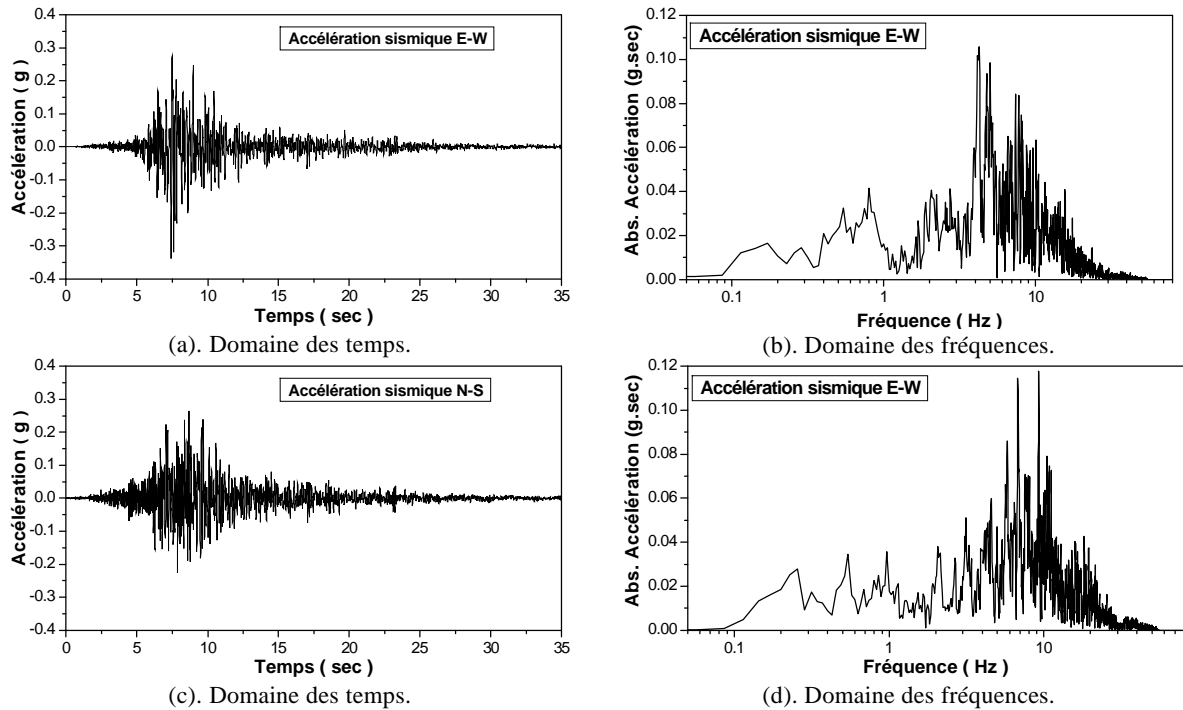 Accélération sismique E-W
Accélération ( g )
0.4
0.3
0.2
0.1
0.0
-0.1
-0.2
-0.3
-0.4
0 5 10 15 20 25 30 35
Temps ( sec )
(a). Domaine des temps.
Accélération sismique E-W
Abs. Accélération (g.sec)
0.12
0.10
0.08
0.06
0.04
0.02
0.00
0.1 1 10
Fréquence ( Hz )
(b). Domaine des fréquences.
Accélération sismique N-S
Accélération ( g )
0.4
0.3
0.2
0.1
0.0
-0.1
-0.2
-0.3
-0.4
0 5 10 15 20 25 30 35
Temps ( sec )
(c). Domaine des temps.
Accélération sismique E-W
Abs. Accélération (g.sec)
0.12
0.10
0.08
0.06
0.04
0.02
0.00
0.1 1 10
Fréquence ( Hz )
(d). Domaine des fréquences.